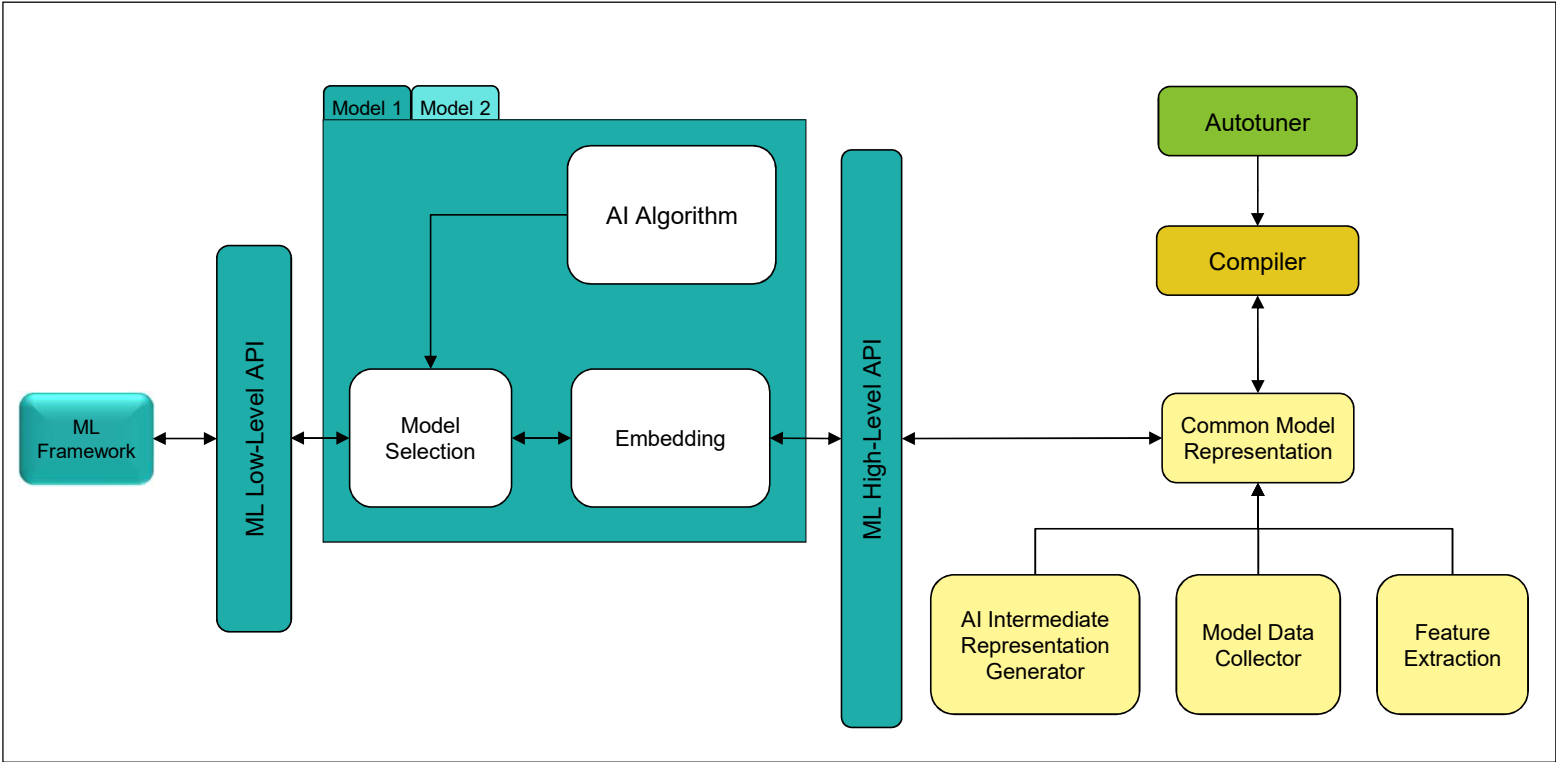 Model 1
Model 2
Autotuner
AI Algorithm
Compiler
ML Low-Level API
ML High-Level API
ML
Framework
Model
Selection
Embedding
Common Model
Representation
AI Intermediate
Representation
Generator
Model Data
Collector
Feature
Extraction